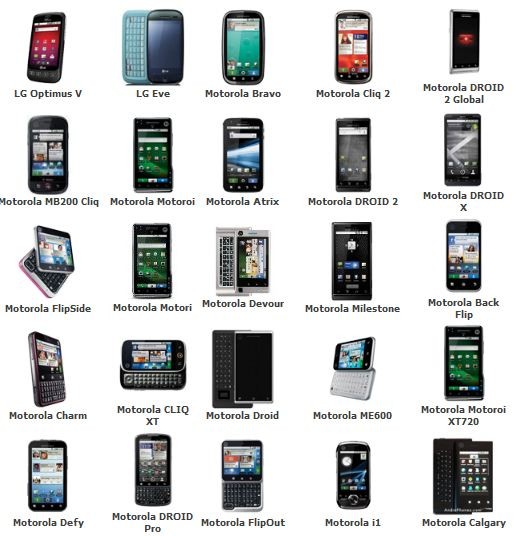 LG Optimus V
LG Eve
Motorola Bravo
Motorola Cliq 2
Motorola DROID
2 Global
Motorola MB200 Cliq
Motorola Motoroi
Motorola Atrix
Motorola DROID 2
Motorola DROID
X
Motorola FlipSide
Motorola Motori
Motorola Devour
Motorola Milestone
Motorola Back
Flip
Motorola Charm
Motorola CLIQ
XT
Motorola Droid
Motorola ME600
Motorola Motoroi
XT720
Motorola Defy
Motorola DROID
Pro
Motorola FlipOut
Motorola i1
Motorola Calgary